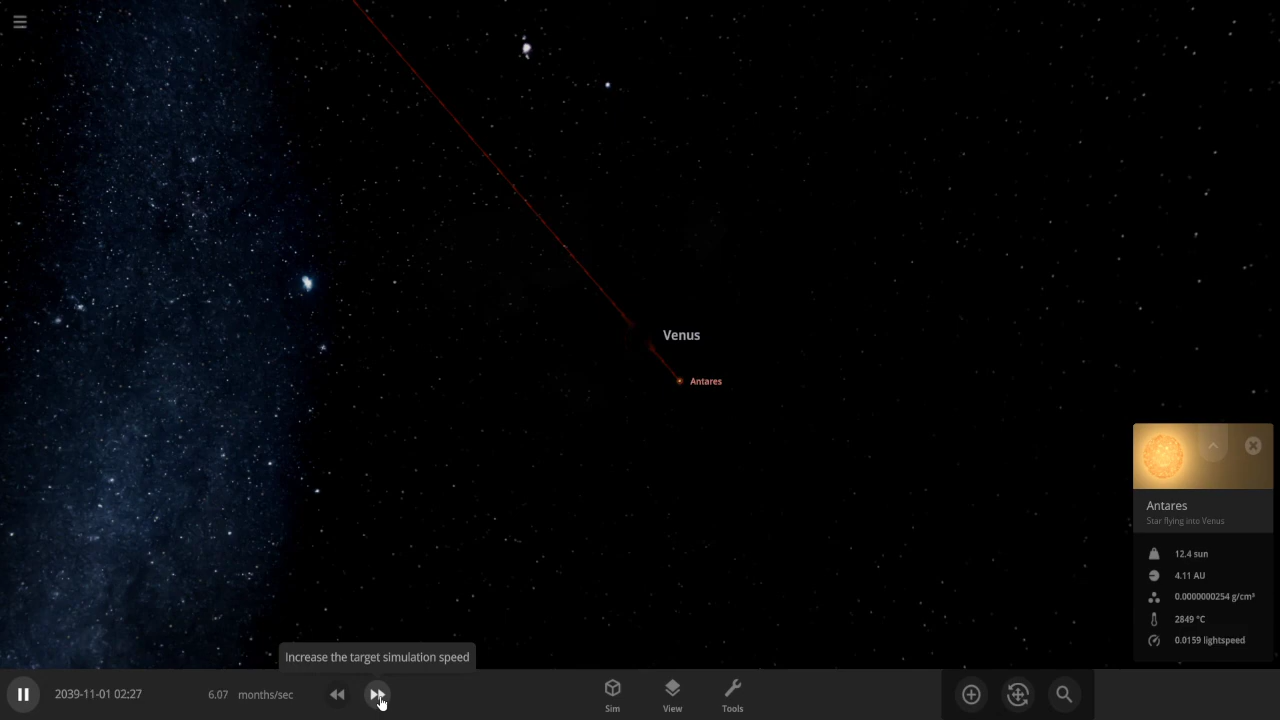 Venus
Antares
Antares
Star flying into Venus
12.4 sun
4.11 AU
0.0000000254 g/cm³
2849 °C
0.0159 lightspeed
Increase the target simulation speed
2039-11-01 02:27
6.07 months/sec
Sim
View
Tools